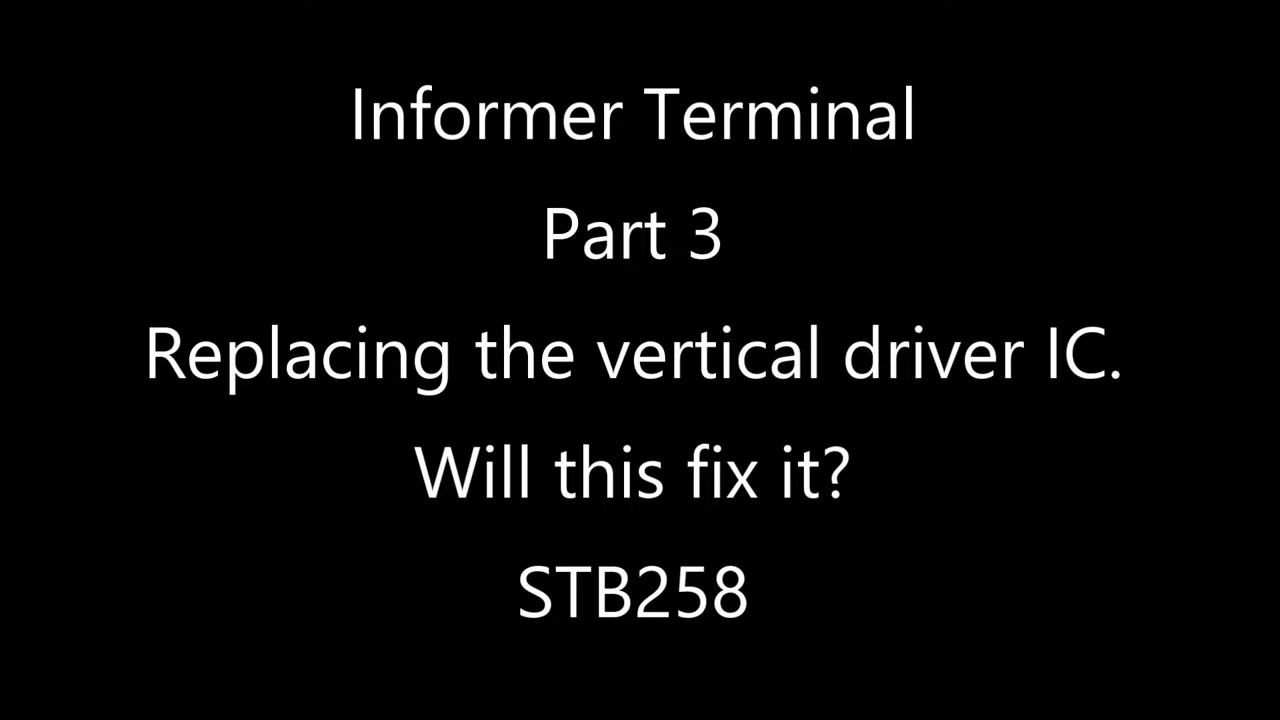 Informer Terminal
Part 3
Replacing the vertical driver IC.
Will this fix it?
STB258